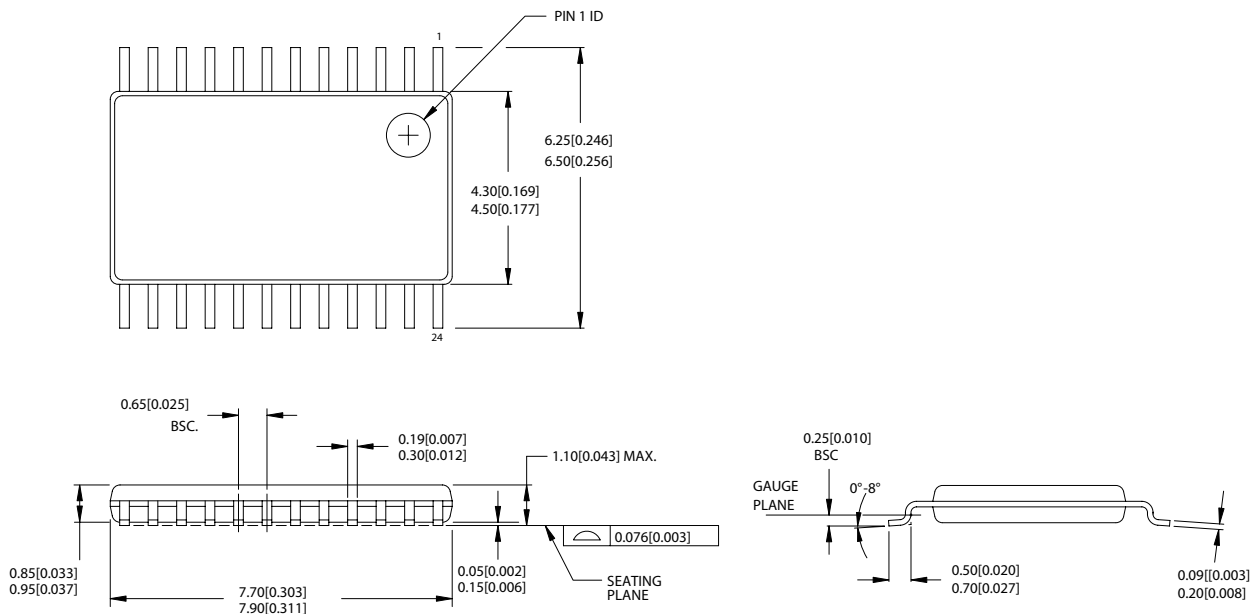 PIN 1 ID
1
6.25[0.246]
6.50[0.256]
4.30[0.169]
4.50[0.177]
24
0.65[0.025]
BSC.
0.19[0.007]
0.30[0.012]
1.10[0.043] MAX.
0.25[0.010]
BSC
GAUGE
PLANE
0°-8°
0.076[0.003]
0.85[0.033]
0.95[0.037]
7.70[0.303]
7.90[0.311]
0.05[0.002]
0.15[0.006]
SEATING
PLANE
0.50[0.020]
0.70[0.027]
0.09[[0.003]
0.20[0.008]